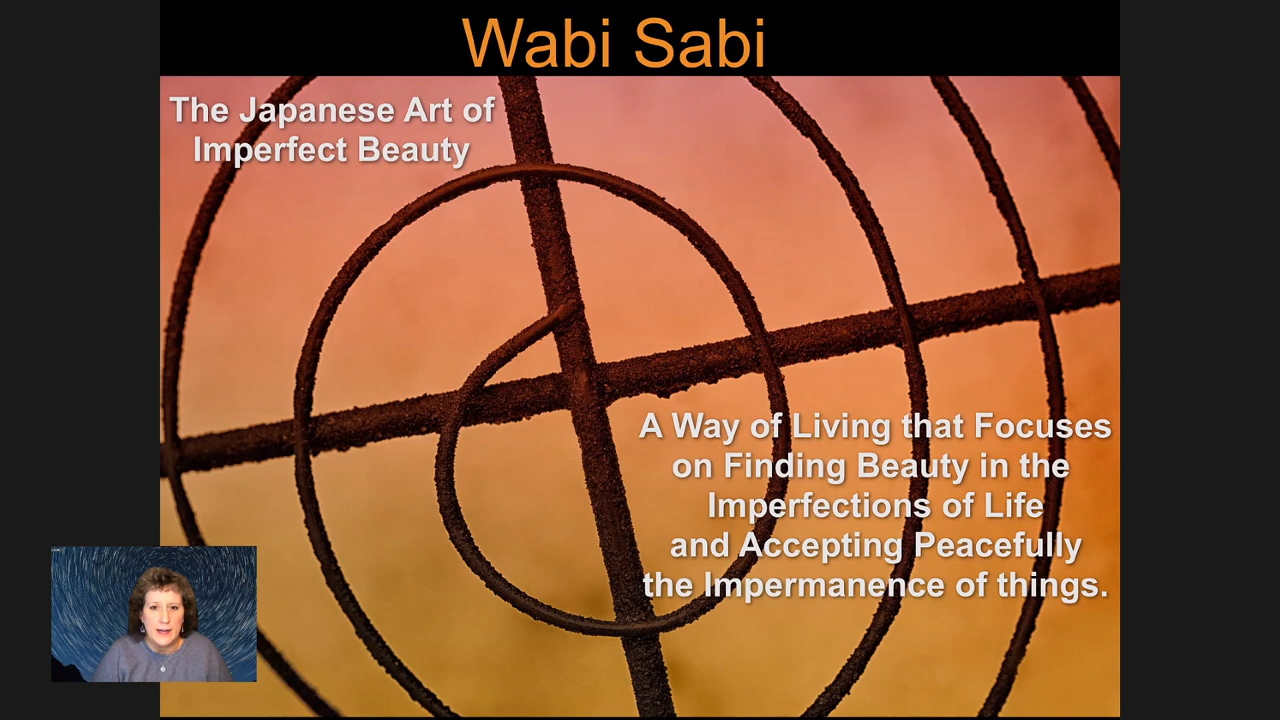 Wabi Sabi
The Japanese Art of
Imperfect Beauty
A Way of Living that Focuses
on Finding Beauty in the
Imperfections of Life
and Accepting Peacefully
the Impermanence of things.